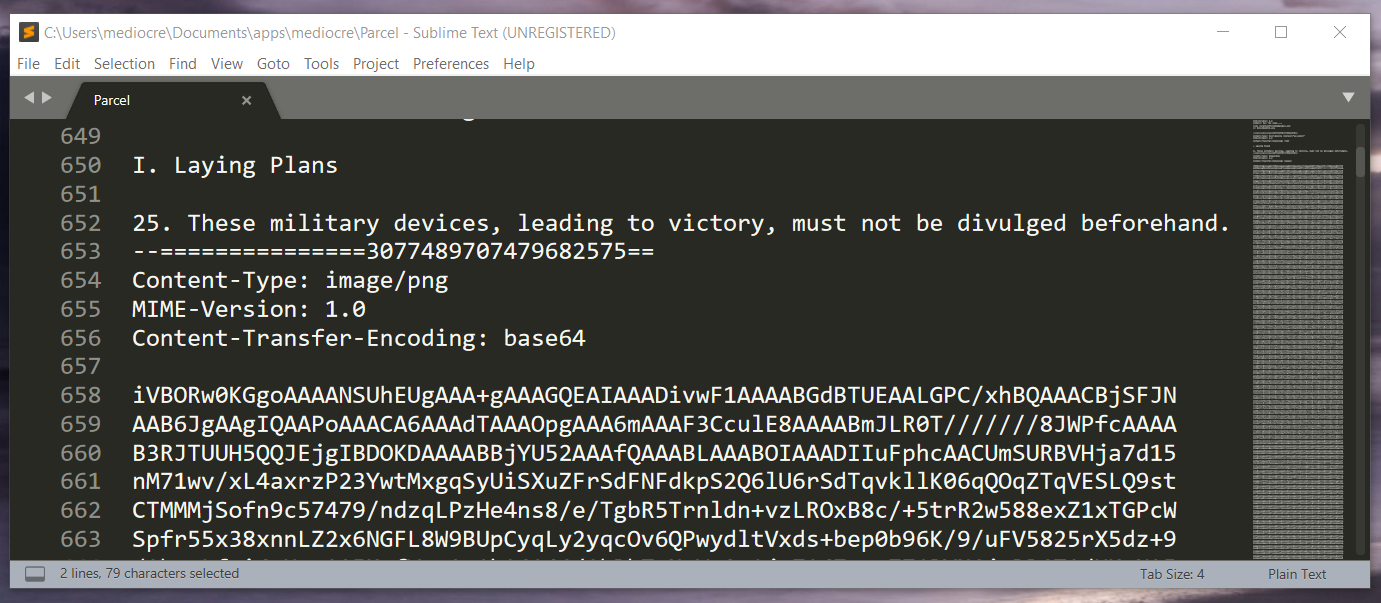 C:\Users\mediocre\Documents\apps\mediocre\Parcel - Sublime Text (UNREGISTERED)
File Edit Selection Find View Goto Tools Project Preferences Help
Parcel
649
650 I. Laying Plans
651
652 25. These military devices, leading to victory, must not be divulged beforehand.
653 --===============3077489707479682575==
654 Content-Type: image/png
655 MIME-Version: 1.0
656 Content-Transfer-Encoding: base64
657
658 iVBORw0KGgoAAAANSUhEUgAAA+gAAAGQEAIAAADivwF1AAAABGdBTUEAALGPC/xhBQAAACBjSFJN
659 AAB6JgAAgIQAAPoAAACA6AAAdTAAAOpgAAA6mAAAF3CculE8AAAABmJLR0T///////8JWPfcAAAA
660 B3RJTUUH5QQJEjgIBDOKDAAAABBjYU52AAAfQAAABLAAABOIAAADIIuFphcAACUmSURBVHja7d15
661 nM71wv/xL4axrzP23YwtMxgqSyUiSXuZFrSdFNFdkpS2Q6lU6rSdTqvkllK06qQOqZTqVESLQ9st
662 CTMMMjSofn9c57479/ndzqLPzHe4ns8/e/TgbR5Trnldn+vzLROxB8c/+5trR2w588exZ1xTGPcW
663 Spfr55x38xnnLZ2x6NGFL8W9BUpCyqLy2yqcOv6QPwydltVxds+bep0b96K/9/uFV5825rX5dz+9
2 lines, 79 characters selected
Tab Size: 4
Plain Text